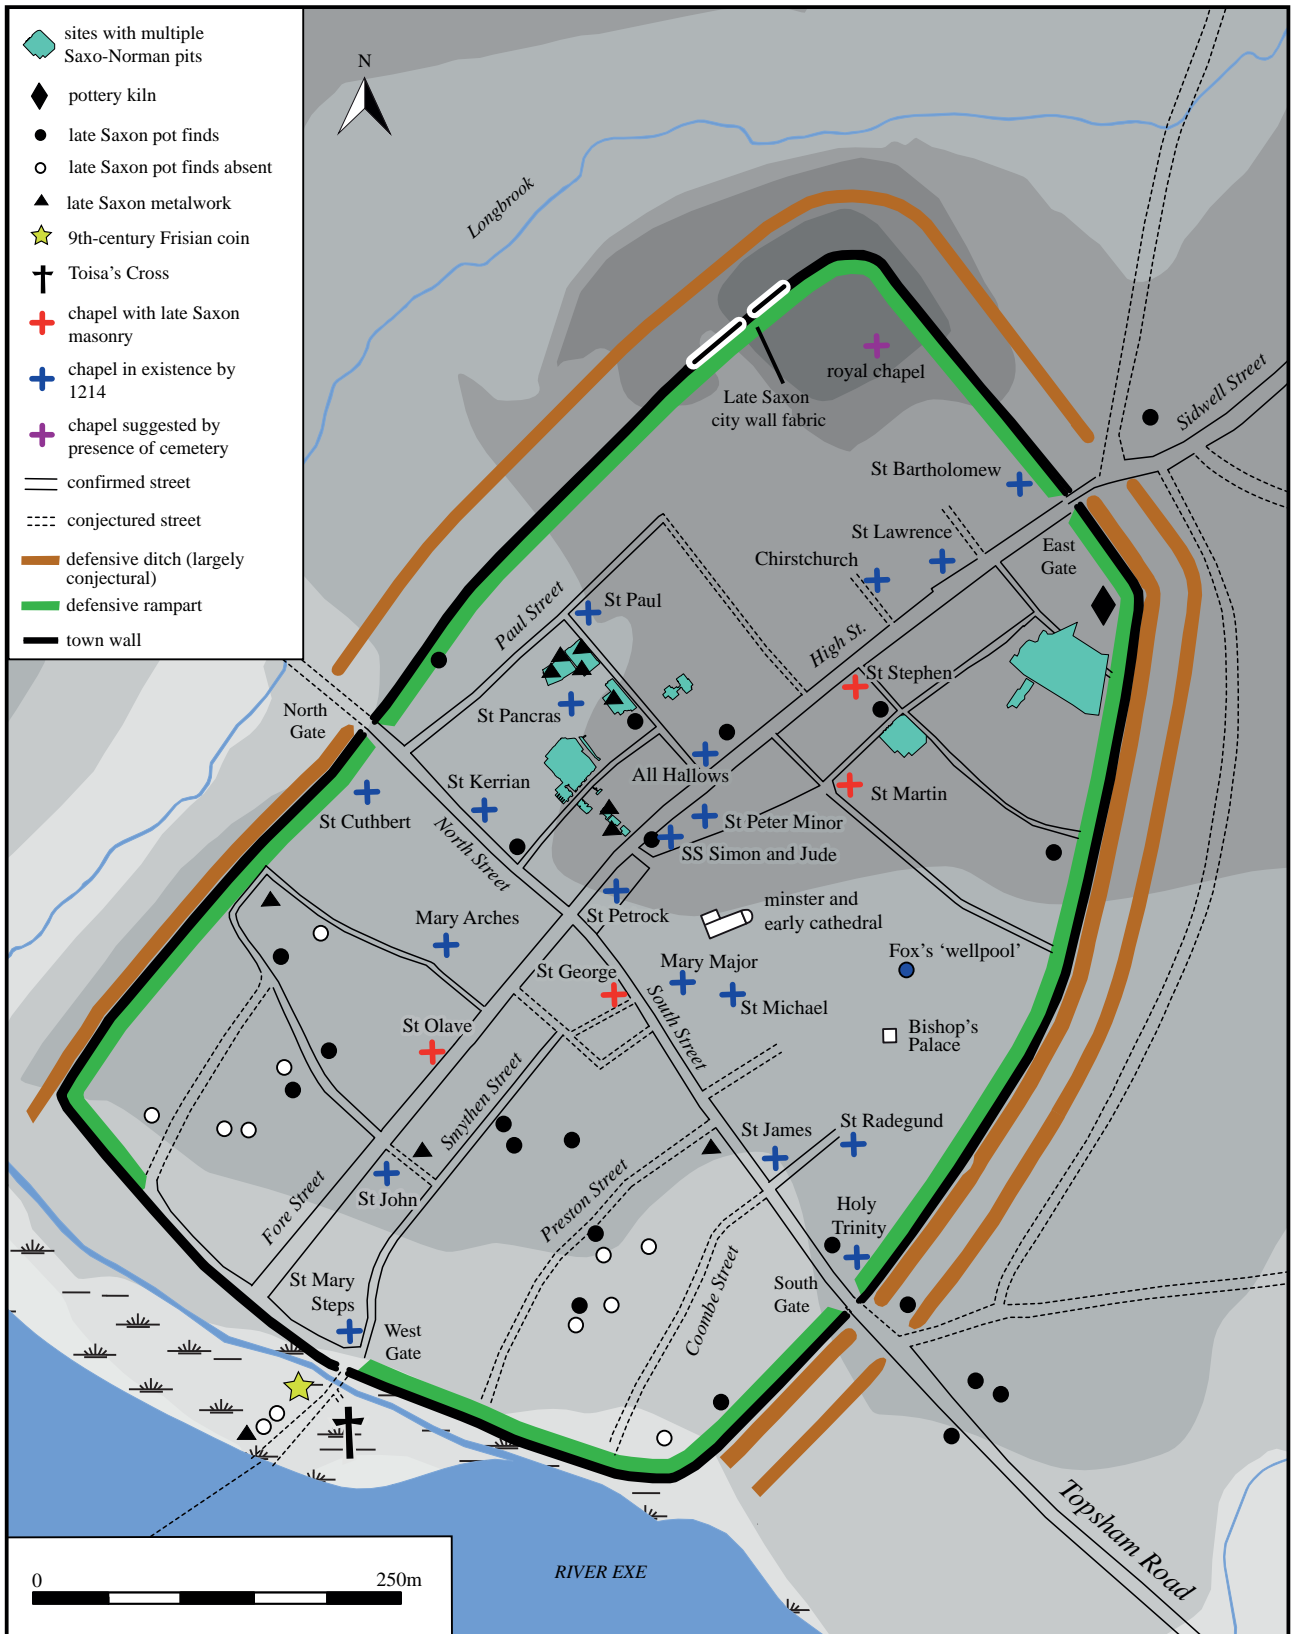 sites with multiple
Saxo-Norman pits
pottery kiln
late Saxon pot finds
late Saxon pot finds absent
late Saxon metalwork
9th-century Frisian coin
Toisa's Cross
chapel with late Saxon
masonry
chapel in existence by
1214
chapel suggested by
presence of cemetery
confirmed street
conjectured street
defensive ditch (largely
conjectural)
defensive rampart
town wall
N
Longbrook
royal chapel
Late Saxon
city wall fabric
Sidwell Street
St Bartholomew
St Lawrence
East
Gate
Chirstchurch
Paul Street
St Paul
High St.
St Stephen
North
Gate
St Pancras
All Hallows
St Kerrian
St Martin
St Cuthbert
North Street
St Peter Minor
SS Simon and Jude
St Petrock
minster and
early cathedral
Mary Arches
Fox's ‘wellpool’
St George
Mary Major
St Michael
South Street
St Olave
Bishop's
Palace
Smythen Street
St James
St Radegund
St John
Fore Street
Preston Street
Holy
Trinity
St Mary
Steps
South
Gate
Coombe Street
West
Gate
Topsham Road
RIVER EXE
0 250m